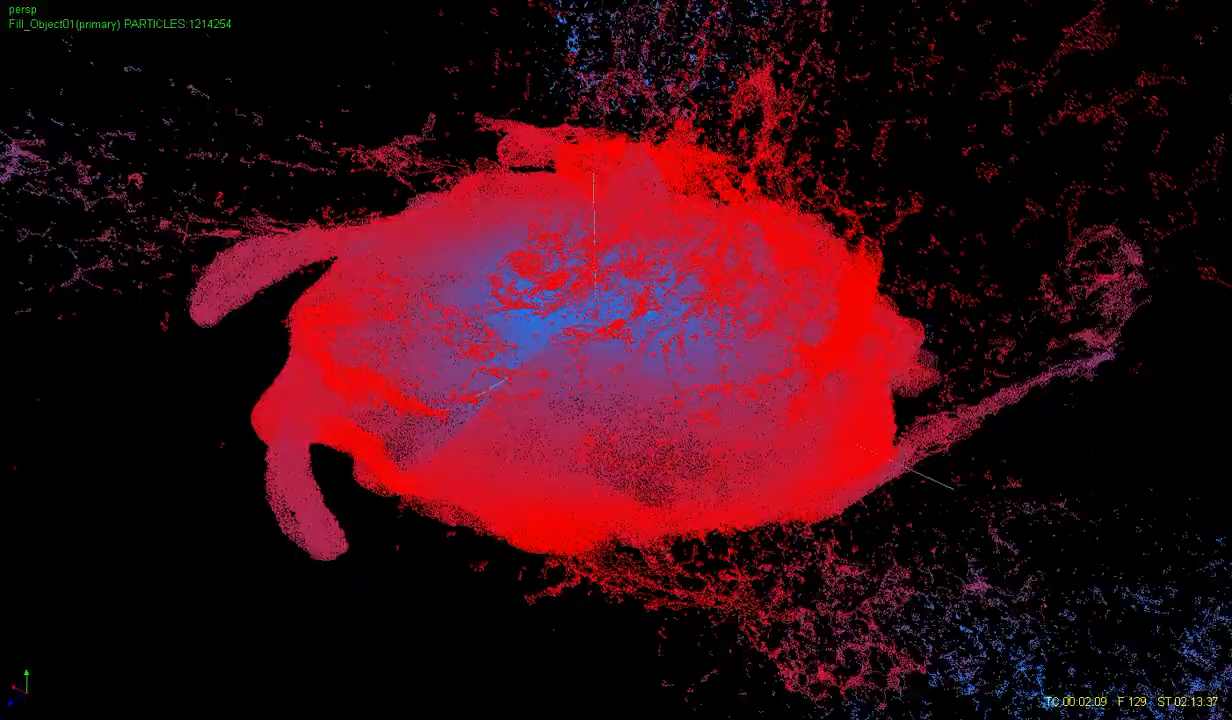 persp
Fill_Object01(primary) PARTICLES:1214254
TC 00:02:09 F 129 ST 02:13:37